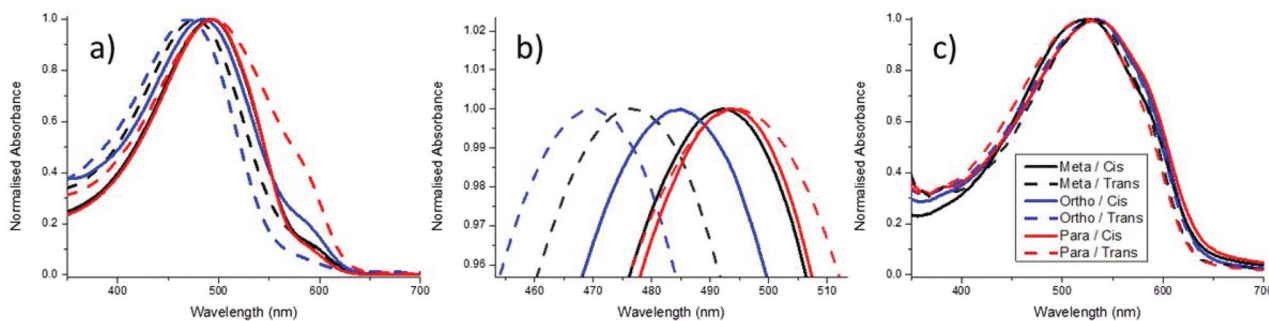 a)
Normalised Absorbance
1.0
0.8
0.6
0.4
0.2
0.0
400 500 600 700
Wavelength (nm)
b)
Normalised Absorbance
1.02
1.01
1.00
0.99
0.98
0.97
0.96
460 470 480 490 500 510
Wavelength (nm)
c)
Normalised Absorbance
1.0
0.8
0.6
0.4
0.2
0.0
400 500 600 700
Wavelength (nm)
Meta / Cis
Meta / Trans
Ortho / Cis
Ortho / Trans
Para / Cis
Para / Trans